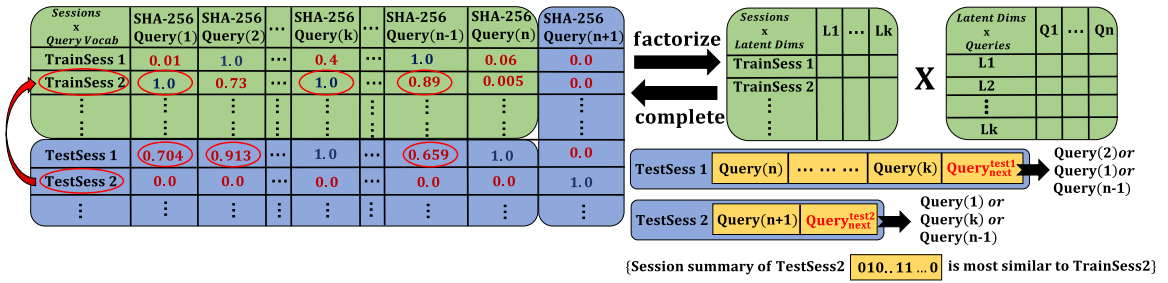 Sessions x Query Vocab SHA-256 Query(1) SHA-256 Query(2) ... SHA-256 Query(k) ... SHA-256 Query(n-1) SHA-256 Query(n) SHA-256 Query(n+1)
TrainSess 1 0.01 1.0 ... 0.4 ... 1.0 0.06 0.0
TrainSess 2 1.0 0.73 ... 1.0 ... 0.89 0.005 0.0
TestSess 1 0.704 0.913 ... 1.0 ... 0.659 1.0 0.0
TestSess 2 0.0 0.0 ... 0.0 ... 0.0 0.0 1.0
factorize
complete
Sessions x Latent Dims L1 ... Lk
TrainSess 1
TrainSess 2
X
Latent Dims x Queries Q1 ... Qn
L1
L2
Lk
TestSess 1 Query(n) ... ... Query(k) Query^test1_next
Query(2) or
Query(1) or
Query(n-1)
TestSess 2 Query(n+1) Query^test2_next
Query(1) or
Query(k) or
Query(n-1)
{Session summary of TestSess2 010..11...0 is most similar to TrainSess2}